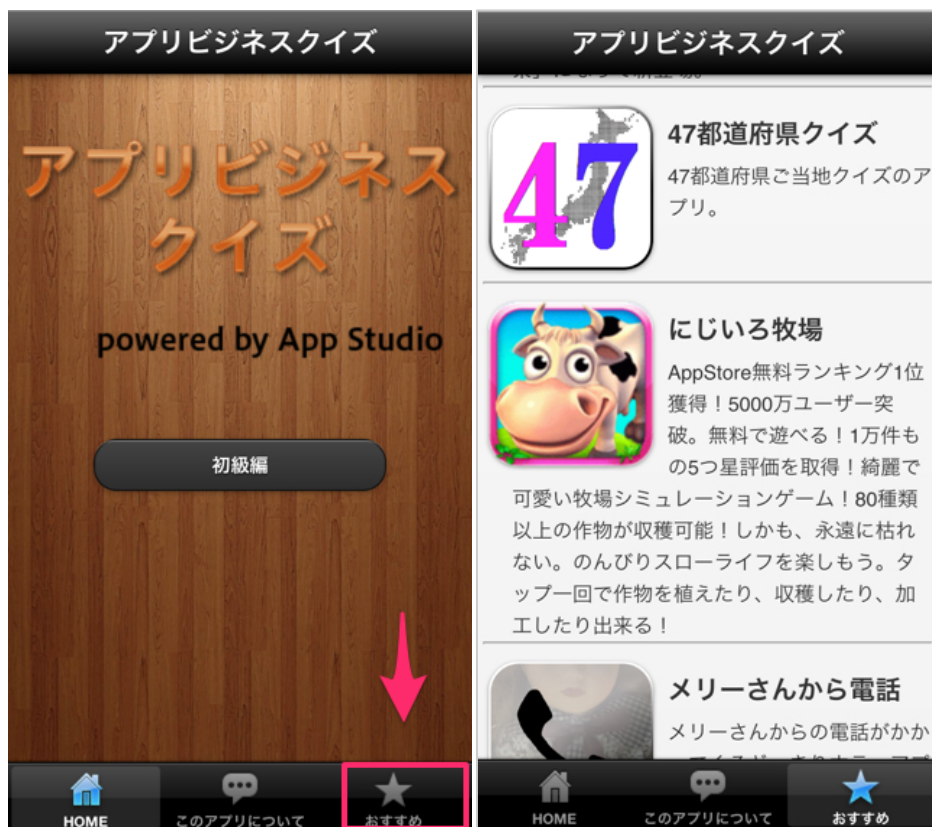 アプリビジネスクイズ
アプリビジネス
クイズ
powered by App Studio
初級編
HOME
このアプリについて
おすすめ
アプリビジネスクイズ
47
47都道府県クイズ
47都道府県ご当地クイズのア
プリ。
にじいろ牧場
AppStore無料ランキング1位
獲得！5000万ユーザー突
破。無料で遊べる！1万件も
の5つ星評価を取得！綺麗で
可愛い牧場シミュレーションゲーム！80種類
以上の作物が収穫可能！しかも、永遠に枯れ
ない。のんびりスローライフを楽しもう。タ
ップ一回で作物を植えたり、収穫したり、加
工したり出来る！
メリーさんから電話
メリーさんからの電話がかか
HOME
このアプリについて
おすすめ